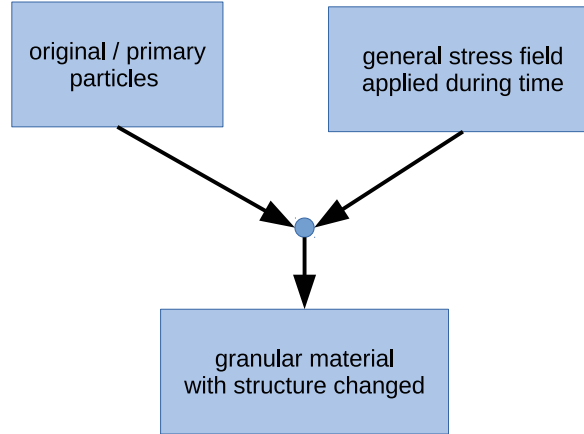 original / primary
particles
general stress field
applied during time
granular material
with structure changed